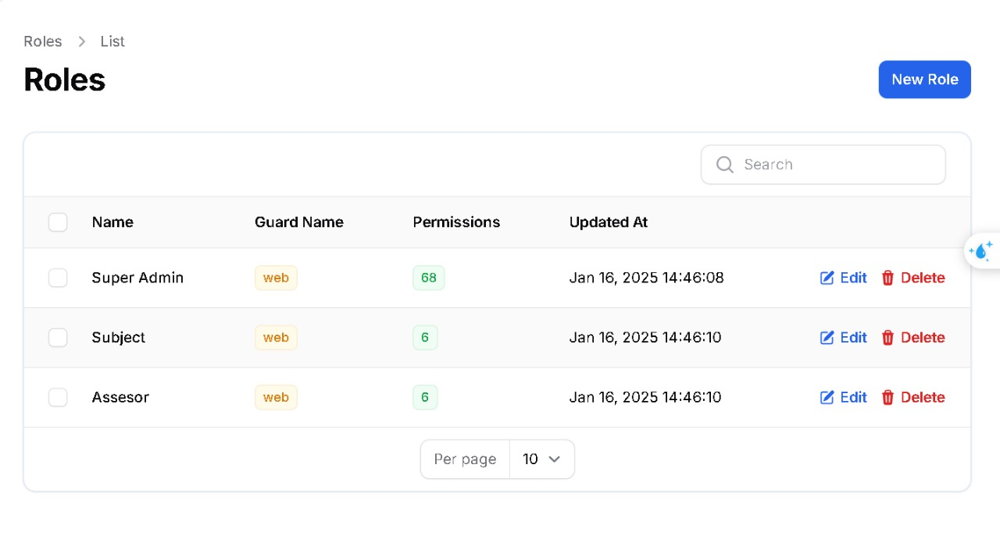 Roles > List
Roles
New Role
Search
Name Guard Name Permissions Updated At
Super Admin web 68 Jan 16, 2025 14:46:08 Edit Delete
Subject web 6 Jan 16, 2025 14:46:10 Edit Delete
Assesor web 6 Jan 16, 2025 14:46:10 Edit Delete
Per page 10